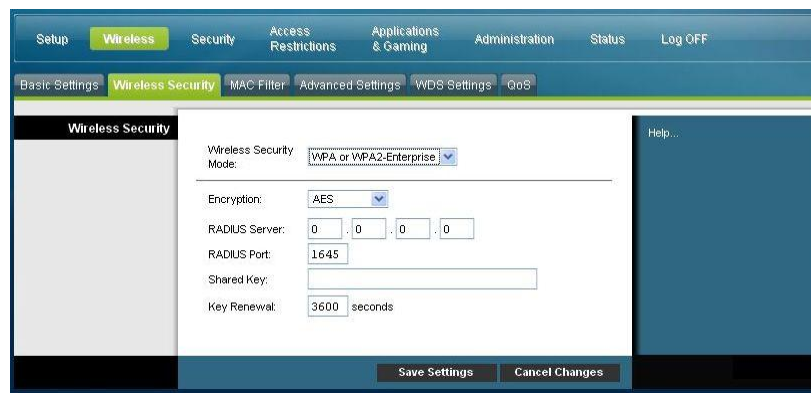 Setup Wireless Security Access Restrictions Applications & Gaming Administration Status Log OFF
Basic Settings Wireless Security MAC Filter Advanced Settings WDS Settings QoS
Wireless Security
Help...
Wireless Security Mode: WPA or WPA2-Enterprise
Encryption: AES
RADIUS Server: 0 . 0 . 0 . 0
RADIUS Port: 1645
Shared Key:
Key Renewal: 3600 seconds
Save Settings Cancel Changes